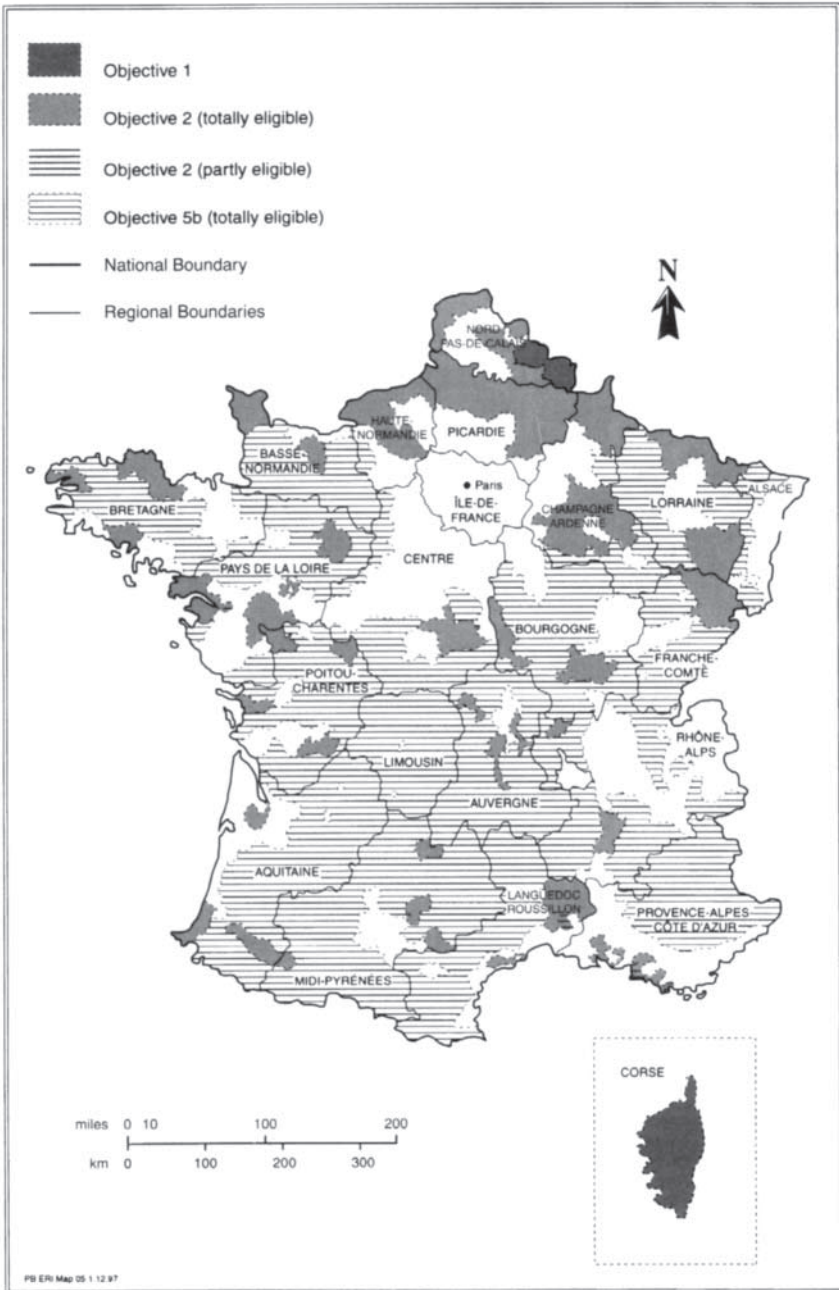 Objective 1
Objective 2 (totally eligible)
Objective 2 (partly eligible)
Objective 5b (totally eligible)
National Boundary
Regional Boundaries
N
NORD
PAS-DE-CALAIS
HAUTE-
NORMANDIE
PICARDIE
BASSE
NORMANDIE
Paris
ÎLE-DE-
FRANCE
CHAMPAGNE
ARDENNE
LORRAINE
ALSACE
BRETAGNE
PAYS DE LA LOIRE
CENTRE
BOURGOGNE
FRANCHE-
COMTÈ
POITOU-
CHARENTES
LIMOUSIN
AUVERGNE
RHÔNE-
ALPS
AQUITAINE
LANGUEDOC
ROUSSILLON
PROVENCE-ALPES
CÔTE D'AZUR
MIDI-PYRÉNÉES
CORSE
miles 0 10 100 200
km 0 100 200 300
PB ERI Map 05 1.12.97